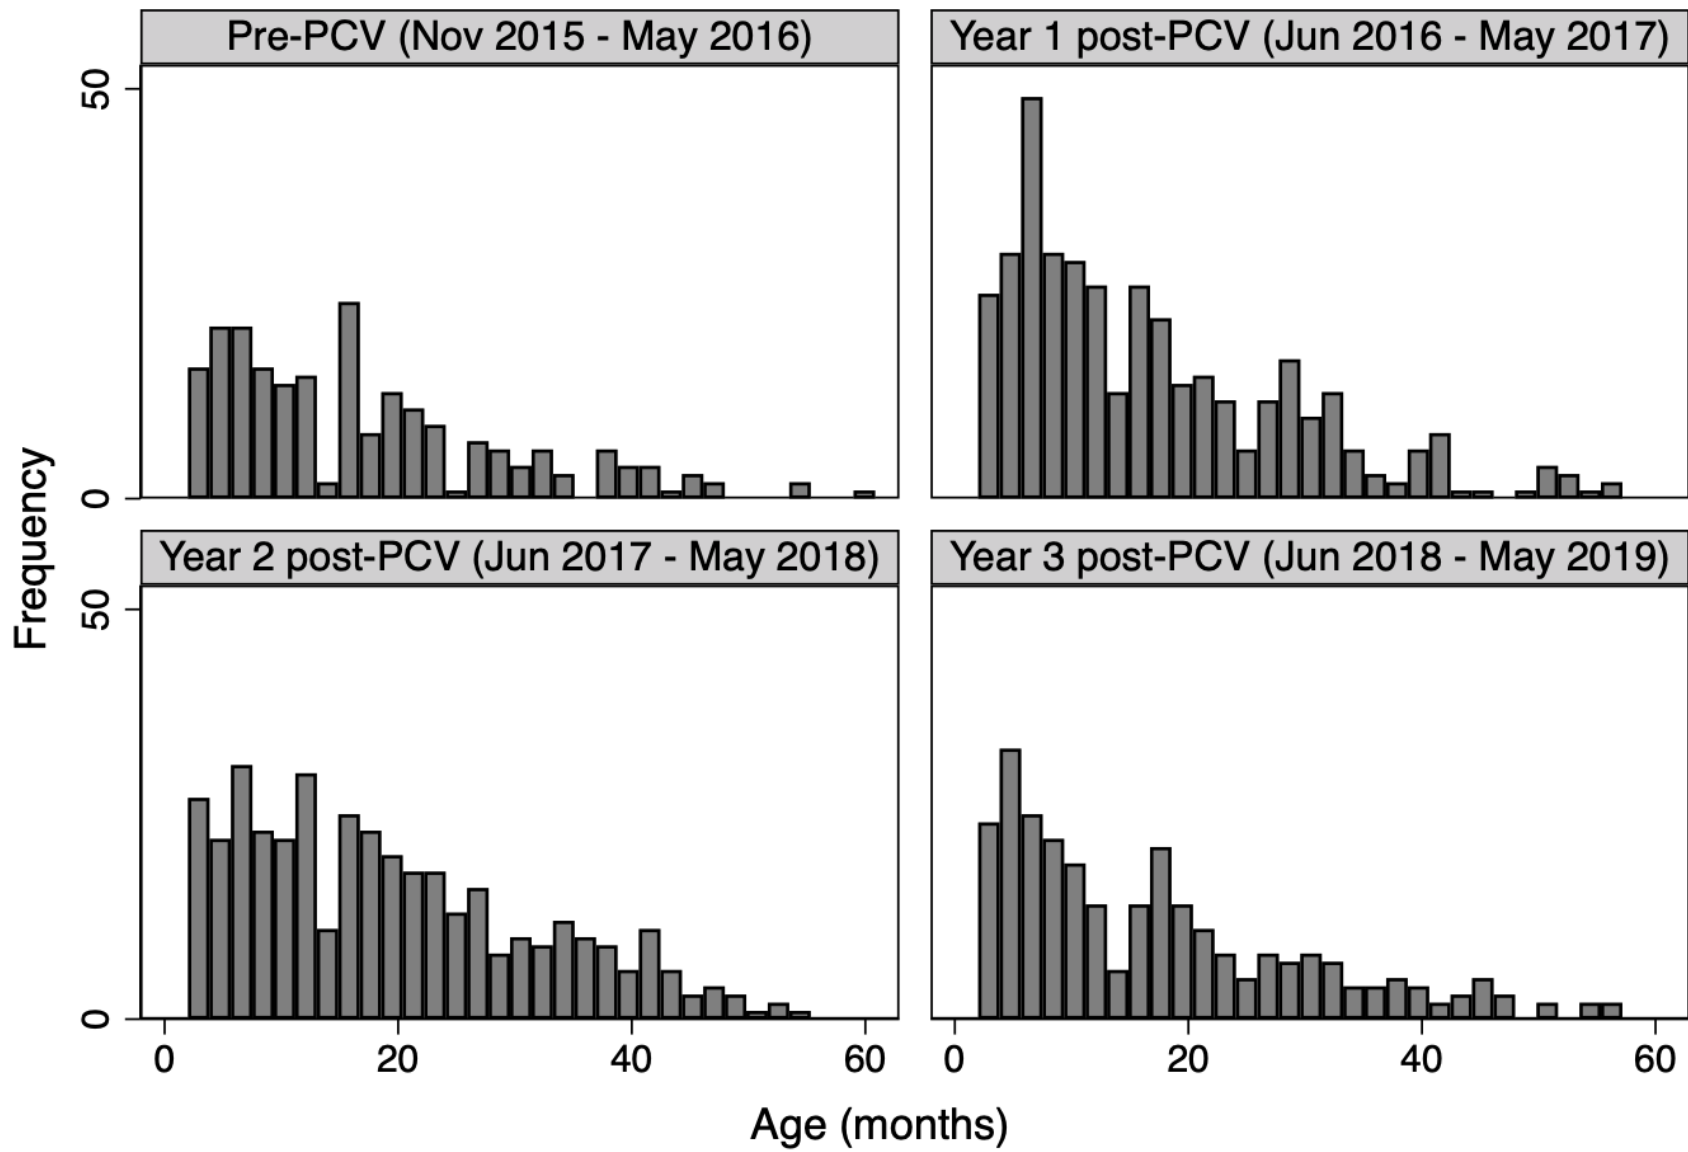 Pre-PCV (Nov 2015 - May 2016)
Year 1 post-PCV (Jun 2016 - May 2017)
50
0
Year 2 post-PCV (Jun 2017 - May 2018)
Year 3 post-PCV (Jun 2018 - May 2019)
50
0
Frequency
0 20 40 60
0 20 40 60
Age (months)